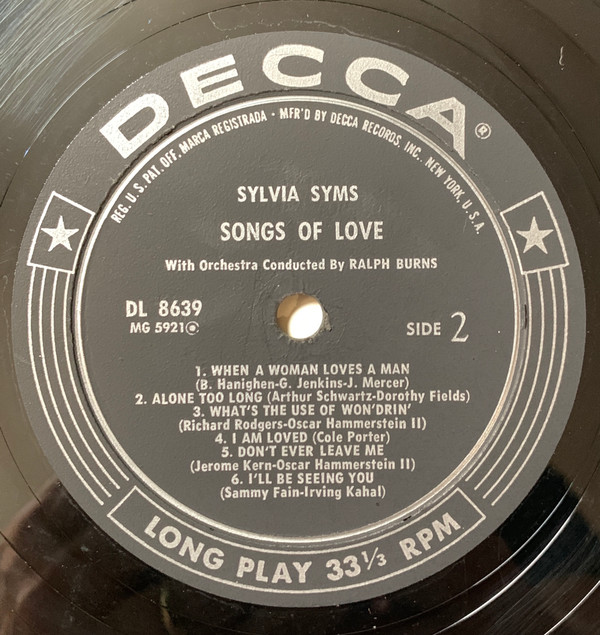 DECCA®
REG. U.S. PAT. OFF. MARCA REGISTRADA • MFR'D BY DECCA RECORDS, INC., NEW YORK, U.S.A.
SYLVIA SYMS
SONGS OF LOVE
With Orchestra Conducted By RALPH BURNS
DL 8639
MG 5921
SIDE 2
1. WHEN A WOMAN LOVES A MAN
(B. Hanighen-G. Jenkins-J. Mercer)
2. ALONE TOO LONG (Arthur Schwartz-Dorothy Fields)
3. WHAT'S THE USE OF WON'DRIN'
(Richard Rodgers-Oscar Hammerstein II)
4. I AM LOVED (Cole Porter)
5. DON'T EVER LEAVE ME
(Jerome Kern-Oscar Hammerstein II)
6. I'LL BE SEEING YOU
(Sammy Fain-Irving Kahal)
LONG PLAY 33⅓ RPM